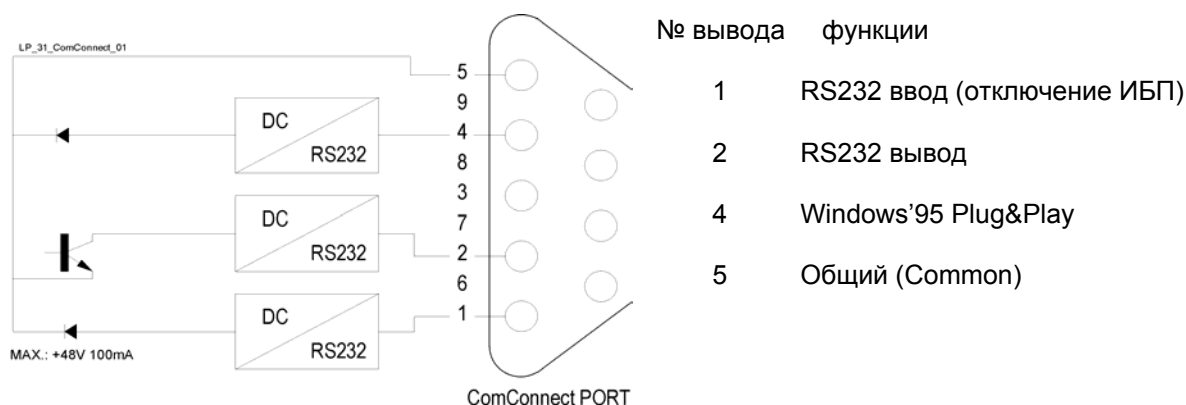 LP_31_ComConnect_01
5
9
4
8
3
7
2
6
1
DC
RS232
DC
RS232
DC
RS232
MAX.: +48V 100mA
ComConnect PORT
№ вывода функции
1 RS232 ввод (отключение ИБП)
2 RS232 вывод
4 Windows’95 Plug&Play
5 Общий (Common)